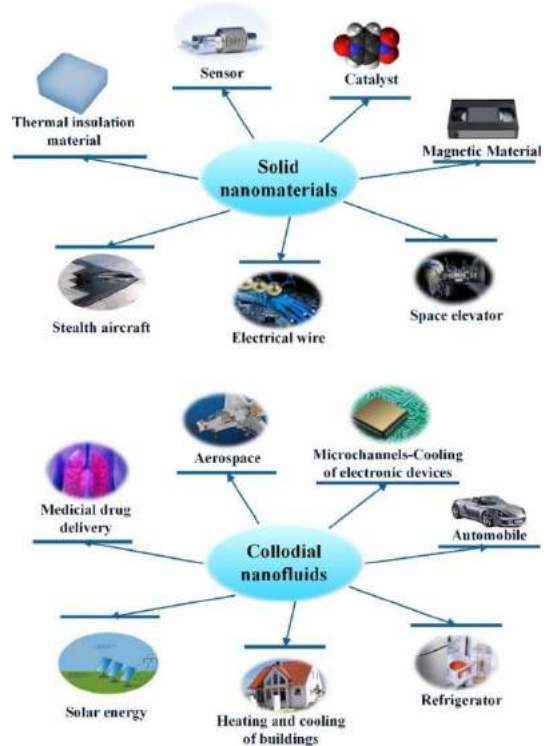 Sensor
Catalyst
Thermal insulation
material
Magnetic Material
Solid
nanomaterials
Stealth aircraft
Electrical wire
Space elevator
Aerospace
Microchannels-Cooling
of electronic devices
Medicial drug
delivery
Automobile
Collodial
nanofluids
Solar energy
Heating and cooling
of buildings
Refrigerator